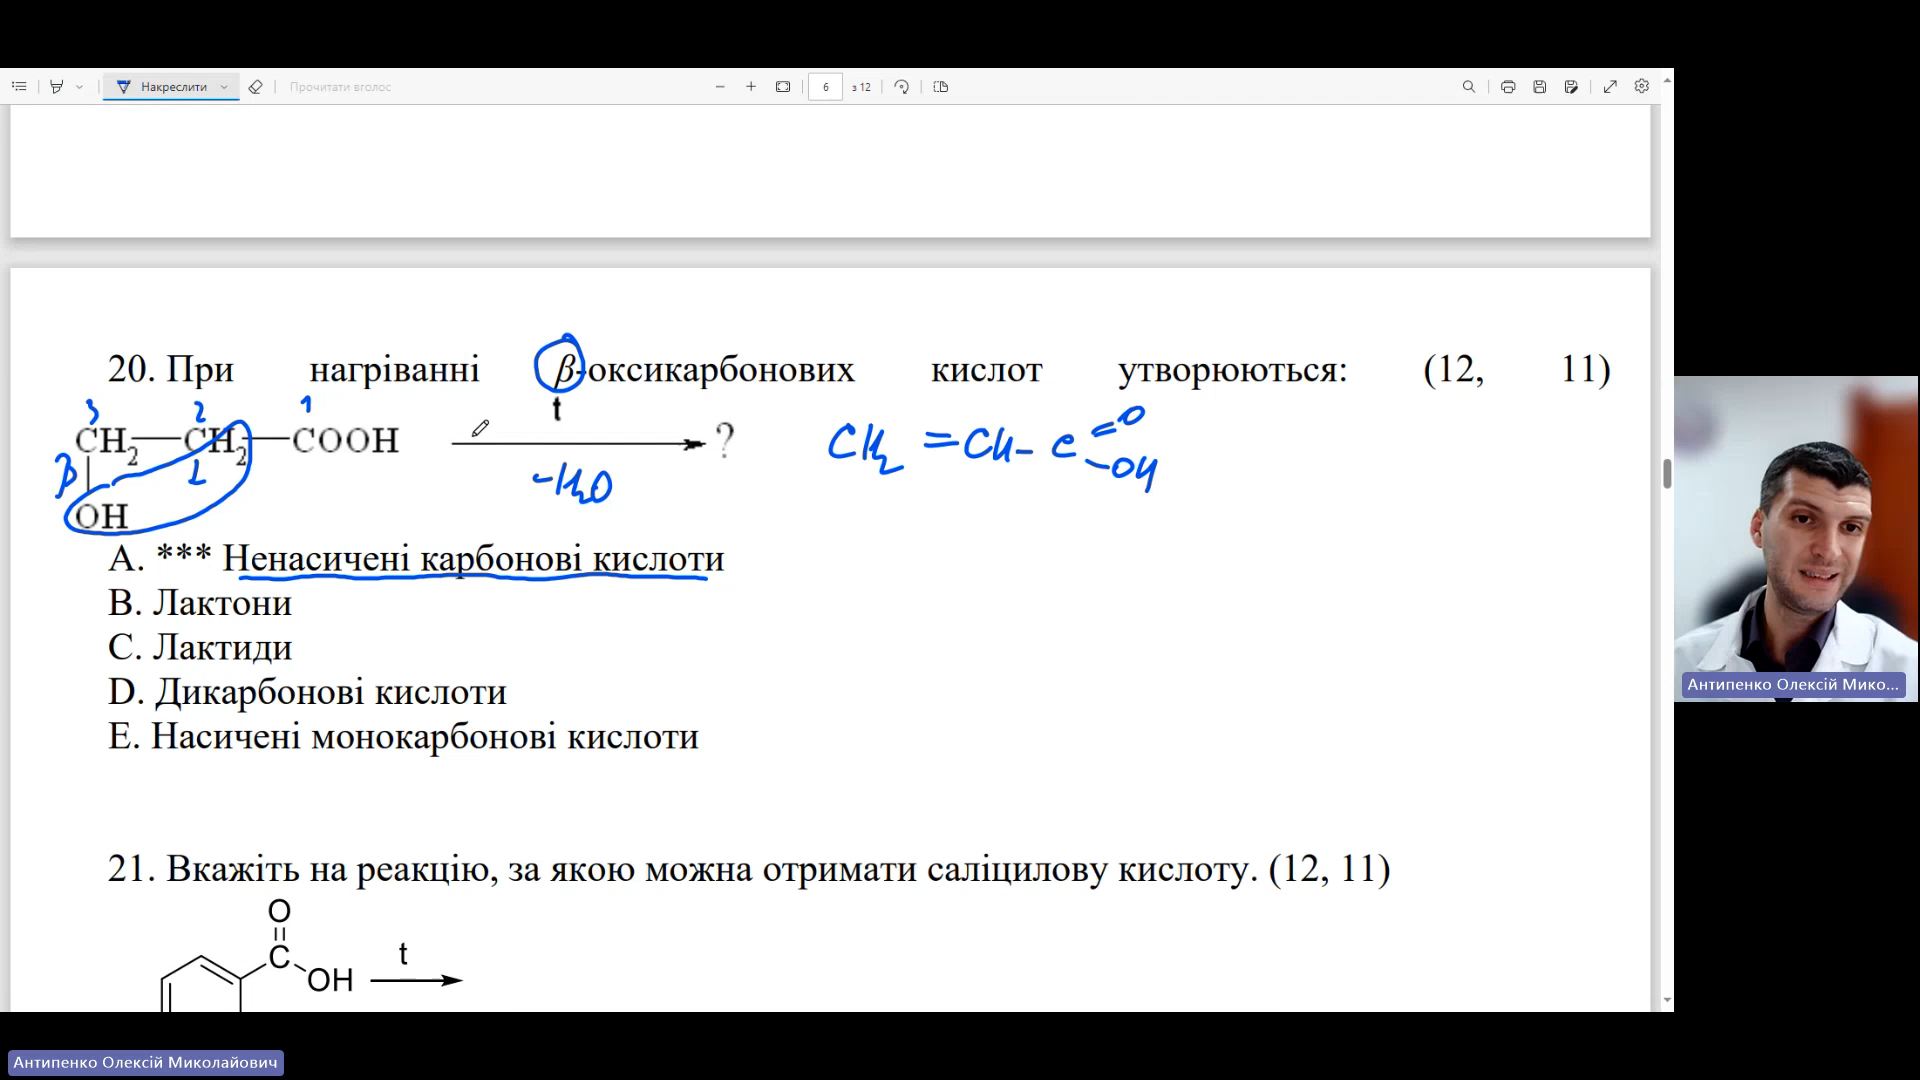 Накреслити Прочитати вголос 6 з 12
20. При нагріванні β-оксикарбонових кислот утворюються: (12, 11)
3 2 1 t
CH2—CH2—COOH ? CH2 =CH- C =O -OH
β L -H2O
OH
A. *** Ненасичені карбонові кислоти
B. Лактони
C. Лактиди
D. Дикарбонові кислоти
E. Насичені монокарбонові кислоти
Антипенко Олексій Мико...
21. Вкажіть на реакцію, за якою можна отримати саліцилову кислоту. (12, 11)
O
C t
OH
Антипенко Олексій Миколайович